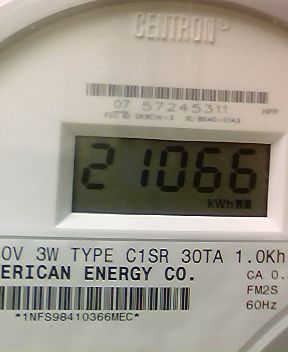 CENTRON®
07 57245311 HPP
21066
kWh
0V 3W TYPE C1SR 30TA 1.0Kh
ERICAN ENERGY CO. CA 0.
FM2S
60Hz
*1NFS98410366MEC*